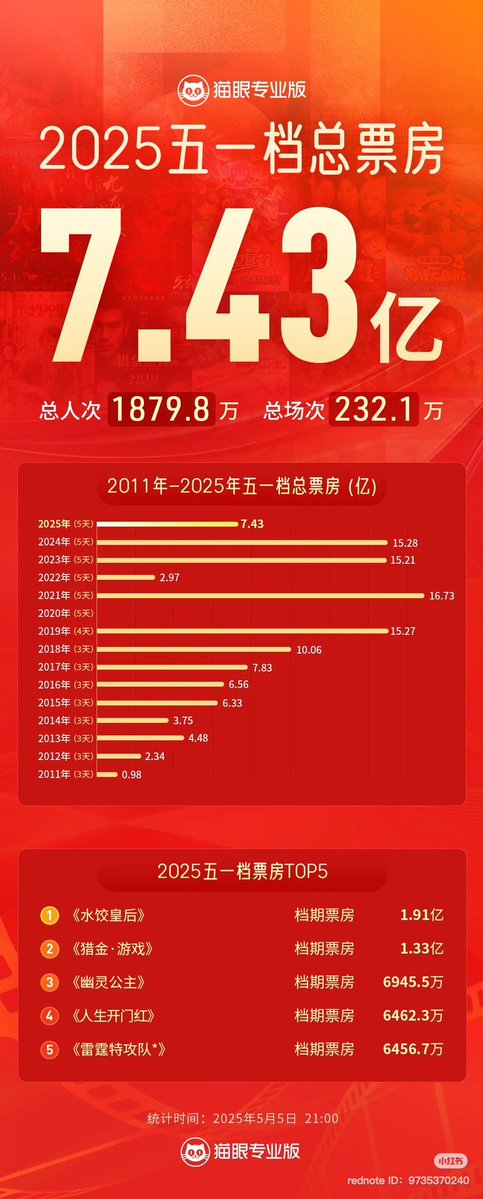 猫眼专业版
2025五一档总票房
7.43亿
总人次 1879.8 万 总场次 232.1 万
2011年-2025年五一档总票房 (亿)
2025年 (5天) 7.43
2024年 (5天) 15.28
2023年 (5天) 15.21
2022年 (5天) 2.97
2021年 (5天) 16.73
2020年 (5天)
2019年 (4天) 15.27
2018年 (3天) 10.06
2017年 (3天) 7.83
2016年 (3天) 6.56
2015年 (3天) 6.33
2014年 (3天) 3.75
2013年 (3天) 4.48
2012年 (3天) 2.34
2011年 (3天) 0.98
2025五一档票房TOP5
1 《水饺皇后》 档期票房 1.91亿
2 《猎金·游戏》 档期票房 1.33亿
3 《幽灵公主》 档期票房 6945.5万
4 《人生开门红》 档期票房 6462.3万
5 《雷霆特攻队*》 档期票房 6456.7万
统计时间：2025年5月5日 21:00
猫眼专业版
小红书
rednote ID：9735370240